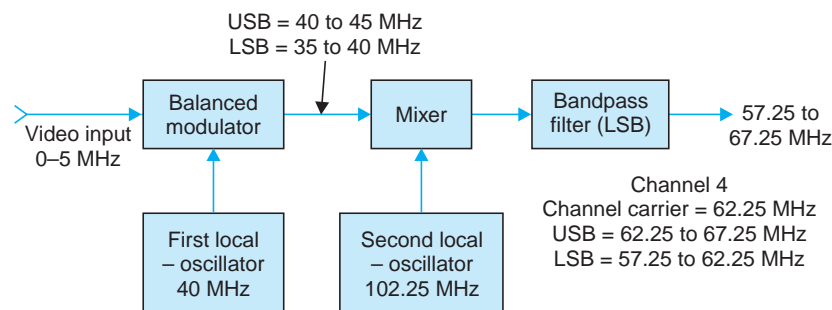 USB = 40 to 45 MHz
LSB = 35 to 40 MHz
Balanced
modulator
Mixer
Bandpass
filter (LSB)
57.25 to
67.25 MHz
Video input
0–5 MHz
First local
– oscillator
40 MHz
Second local
– oscillator
102.25 MHz
Channel 4
Channel carrier = 62.25 MHz
USB = 62.25 to 67.25 MHz
LSB = 57.25 to 62.25 MHz